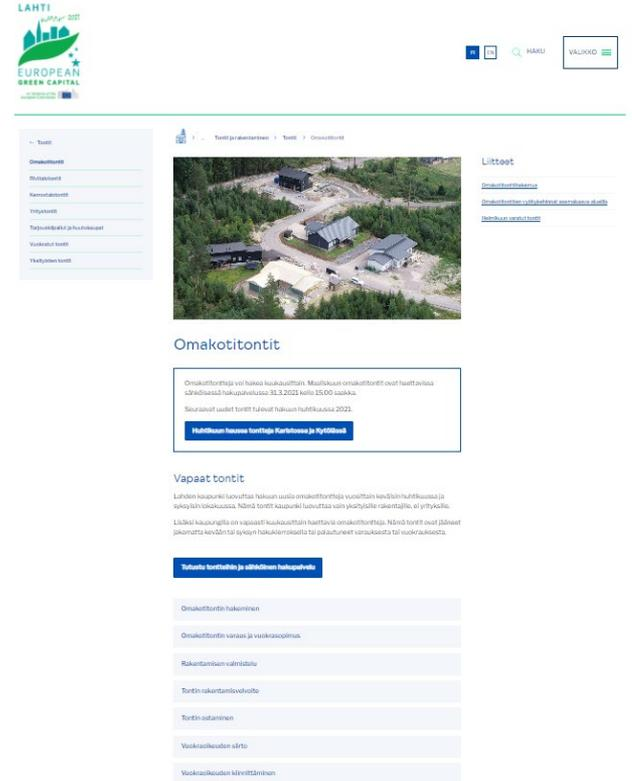 LAHTI
2021
EUROPEAN
GREEN CAPITAL
FI
EN
HAKU
VALIKKO
← Tontit
Omakotitontit
Rivitalotontit
Kerrostalotontit
Yritystontit
Tarjouskilpailut ja huutokaupat
Vuokratut tontit
Yksityisten tontit
> .. Tontit ja rakentaminen > Tontit > Omakotitontit
Liitteet
Omakotitonttihakemus
Omakotitonttien vyöhykehinnat asemakaava-alueilla
Helmikuun varatut tontit
Omakotitontit
Omakotitontteja voi hakea kuukausittain. Maaliskuun omakotitontit ovat haettavissa
sähköisessä hakupalvelussa 31.3.2021 kello 15.00 saakka.
Seuraavat uudet tontit tulevat hakuun huhtikuussa 2021.
Huhtikuun haussa tontteja Karistossa ja Kytölässä
Vapaat tontit
Lahden kaupunki luovuttaa hakuun uusia omakotitontteja vuosittain keväisin huhtikuussa ja
syksyisin lokakuussa. Nämä tontit kaupunki luovuttaa vain yksityisille rakentajille, ei yrityksille.
Lisäksi kaupungilla on vapaasti kuukausittain haettavia omakotitontteja. Nämä tontit ovat jääneet
jakamatta kevään tai syksyn hakukierroksella tai palautuneet varauksesta tai vuokrauksesta.
Tutustu tontteihin ja sähköinen hakupalvelu
Omakotitontin hakeminen
Omakotitontin varaus ja vuokrasopimus
Rakentamisen valmistelu
Tontin rakentamisvelvoite
Tontin ostaminen
Vuokraoikeuden siirto
Vuokraoikeuden kiinnittäminen